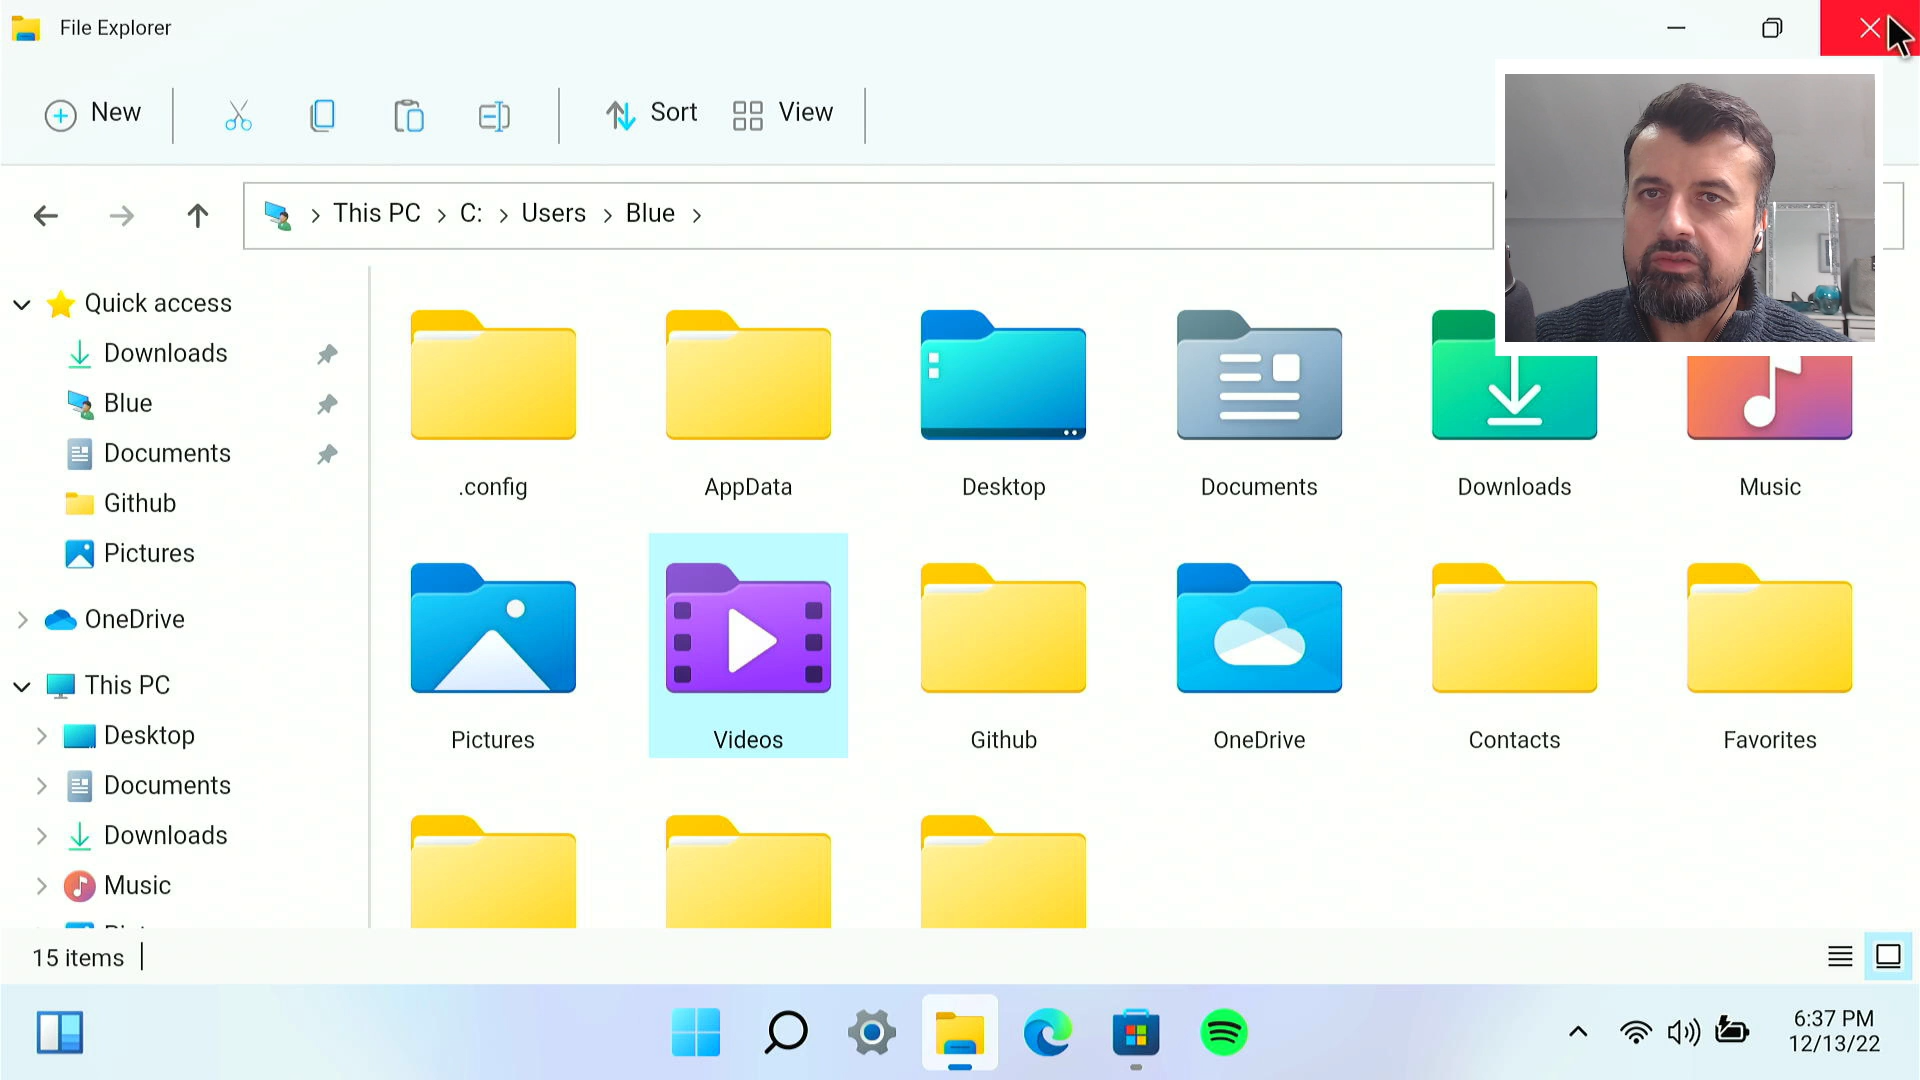 File Explorer
New
Sort
View
This PC
C:
Users
Blue
Quick access
Downloads
Blue
Documents
Github
Pictures
OneDrive
This PC
Desktop
Documents
Downloads
Music
.config
AppData
Desktop
Documents
Downloads
Music
Pictures
Videos
Github
OneDrive
Contacts
Favorites
15 items
6:37 PM
12/13/22